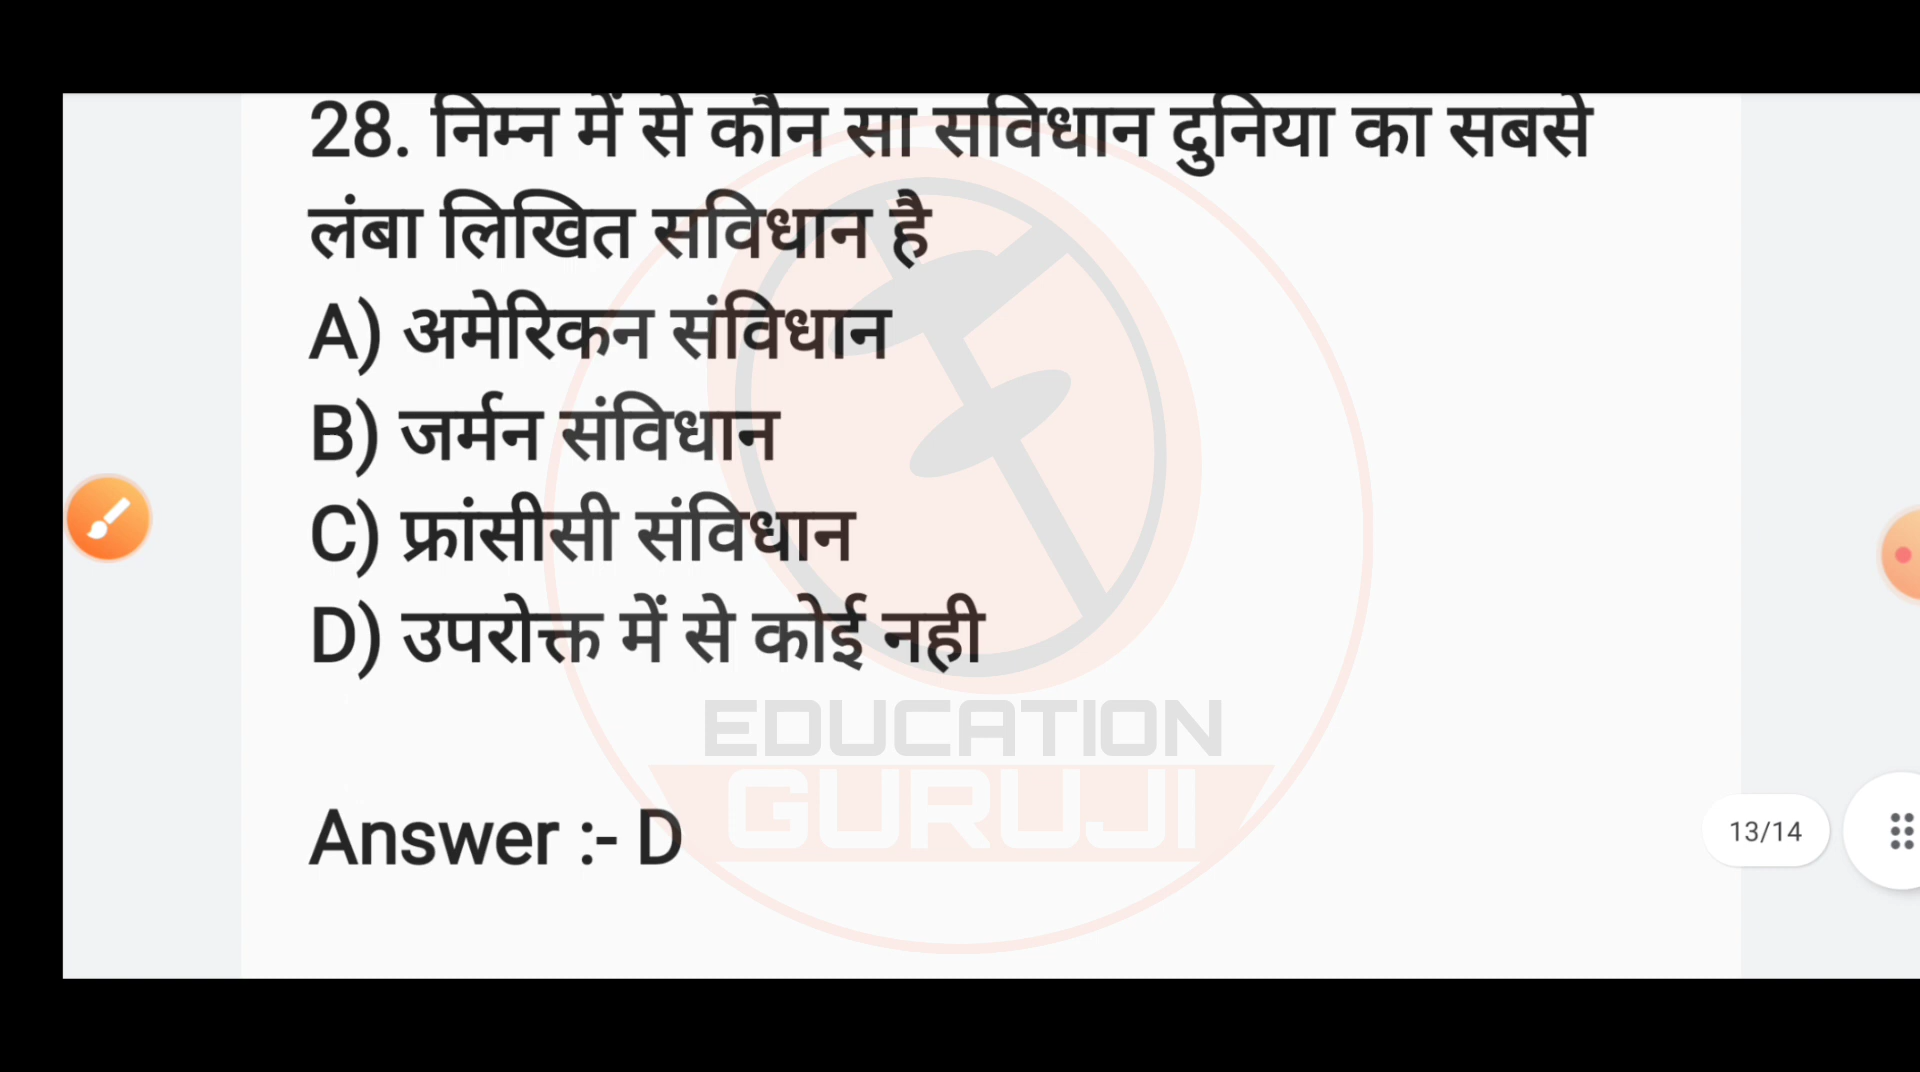 28. निम्न में से कौन सा सविधान दुनिया का सबसे
लंबा लिखित सविधान है
A) अमेरिकन संविधान
B) जर्मन संविधान
C) फ्रांसीसी संविधान
D) उपरोक्त में से कोई नही
EDUCATION
GURUJI
Answer :- D
13/14